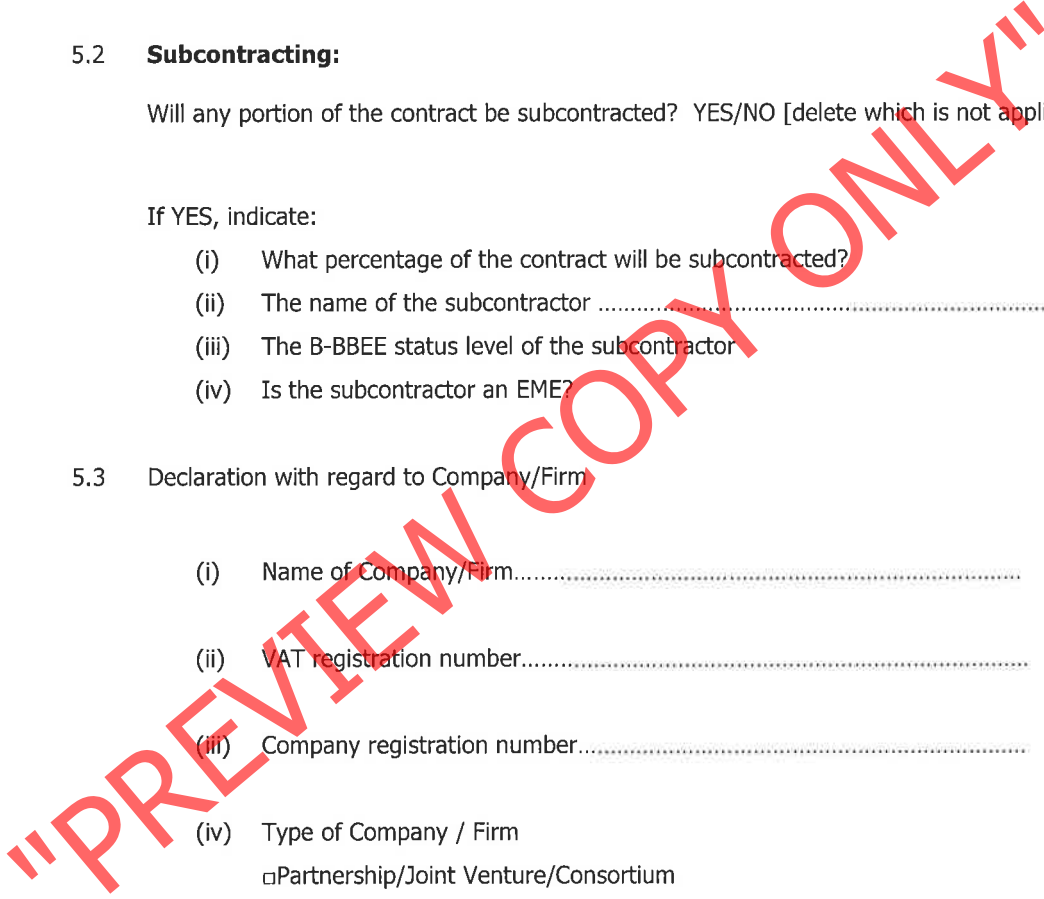 5.2 Subcontracting:
Will any portion of the contract be subcontracted? YES/NO [delete which is not appli
If YES, indicate:
(i) What percentage of the contract will be subcontracted?
(ii) The name of the subcontractor ................................................................
(iii) The B-BBEE status level of the subcontractor
(iv) Is the subcontractor an EME?
5.3 Declaration with regard to Company/Firm
(i) Name of Company/Firm................................................................
(ii) VAT registration number................................................................
(iii) Company registration number................................................................
(iv) Type of Company / Firm
□Partnership/Joint Venture/Consortium
"PREVIEW COPY ONLY"